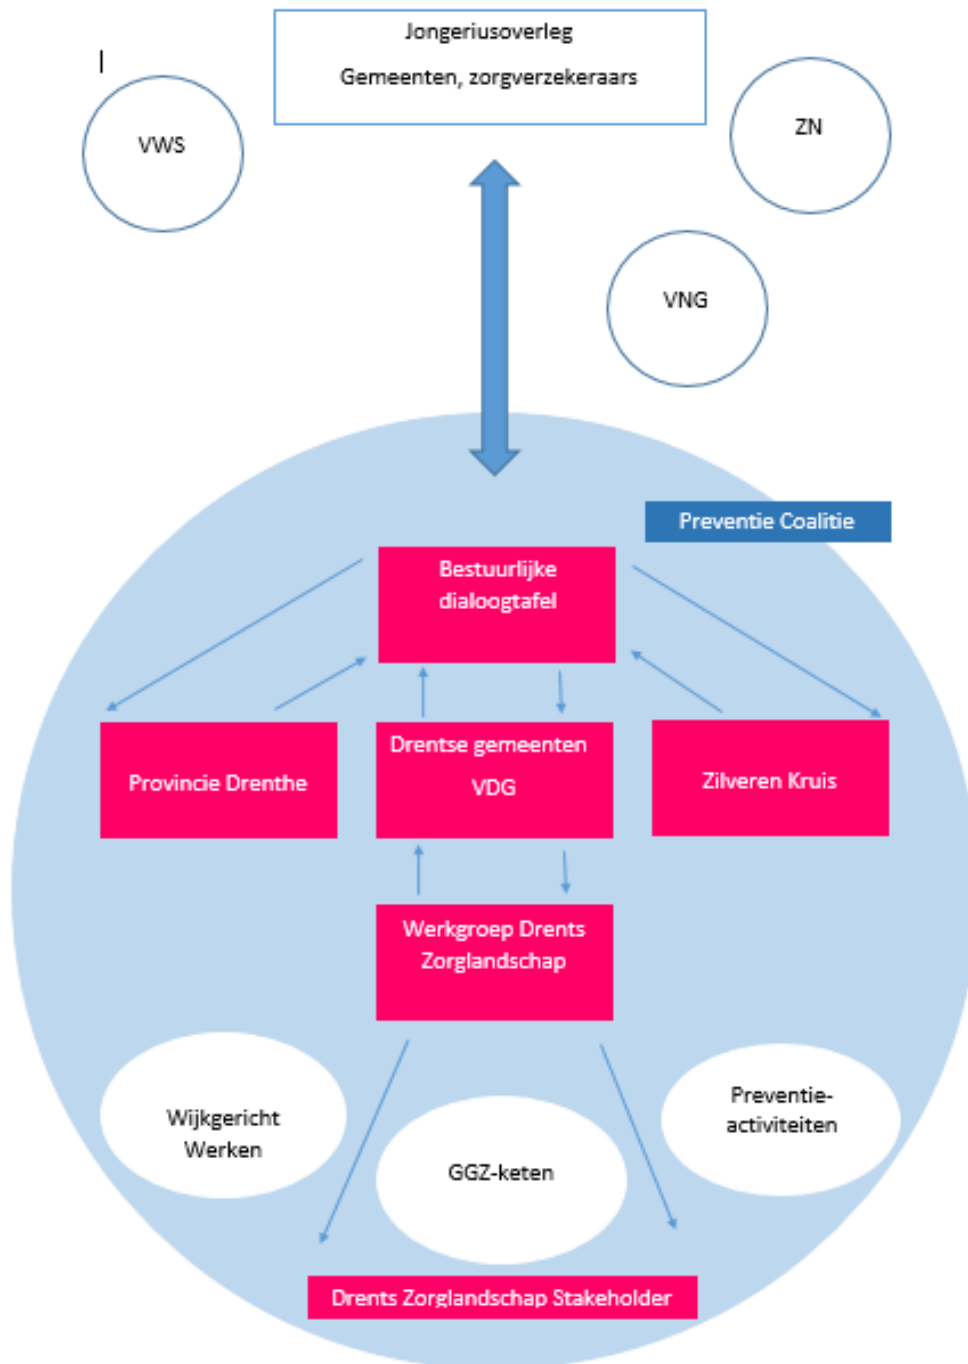 Jongeriusoverleg
Gemeenten, zorgverzekeraars
VWS
ZN
VNG
Preventie Coalitie
Bestuurlijke
dialoogtafel
Provincie Drenthe
Drentse gemeenten
VDG
Zilveren Kruis
Werkgroep Drents
Zorglandschap
Wijkgericht
Werken
GGZ-keten
Preventie-
activiteiten
Drents Zorglandschap Stakeholder